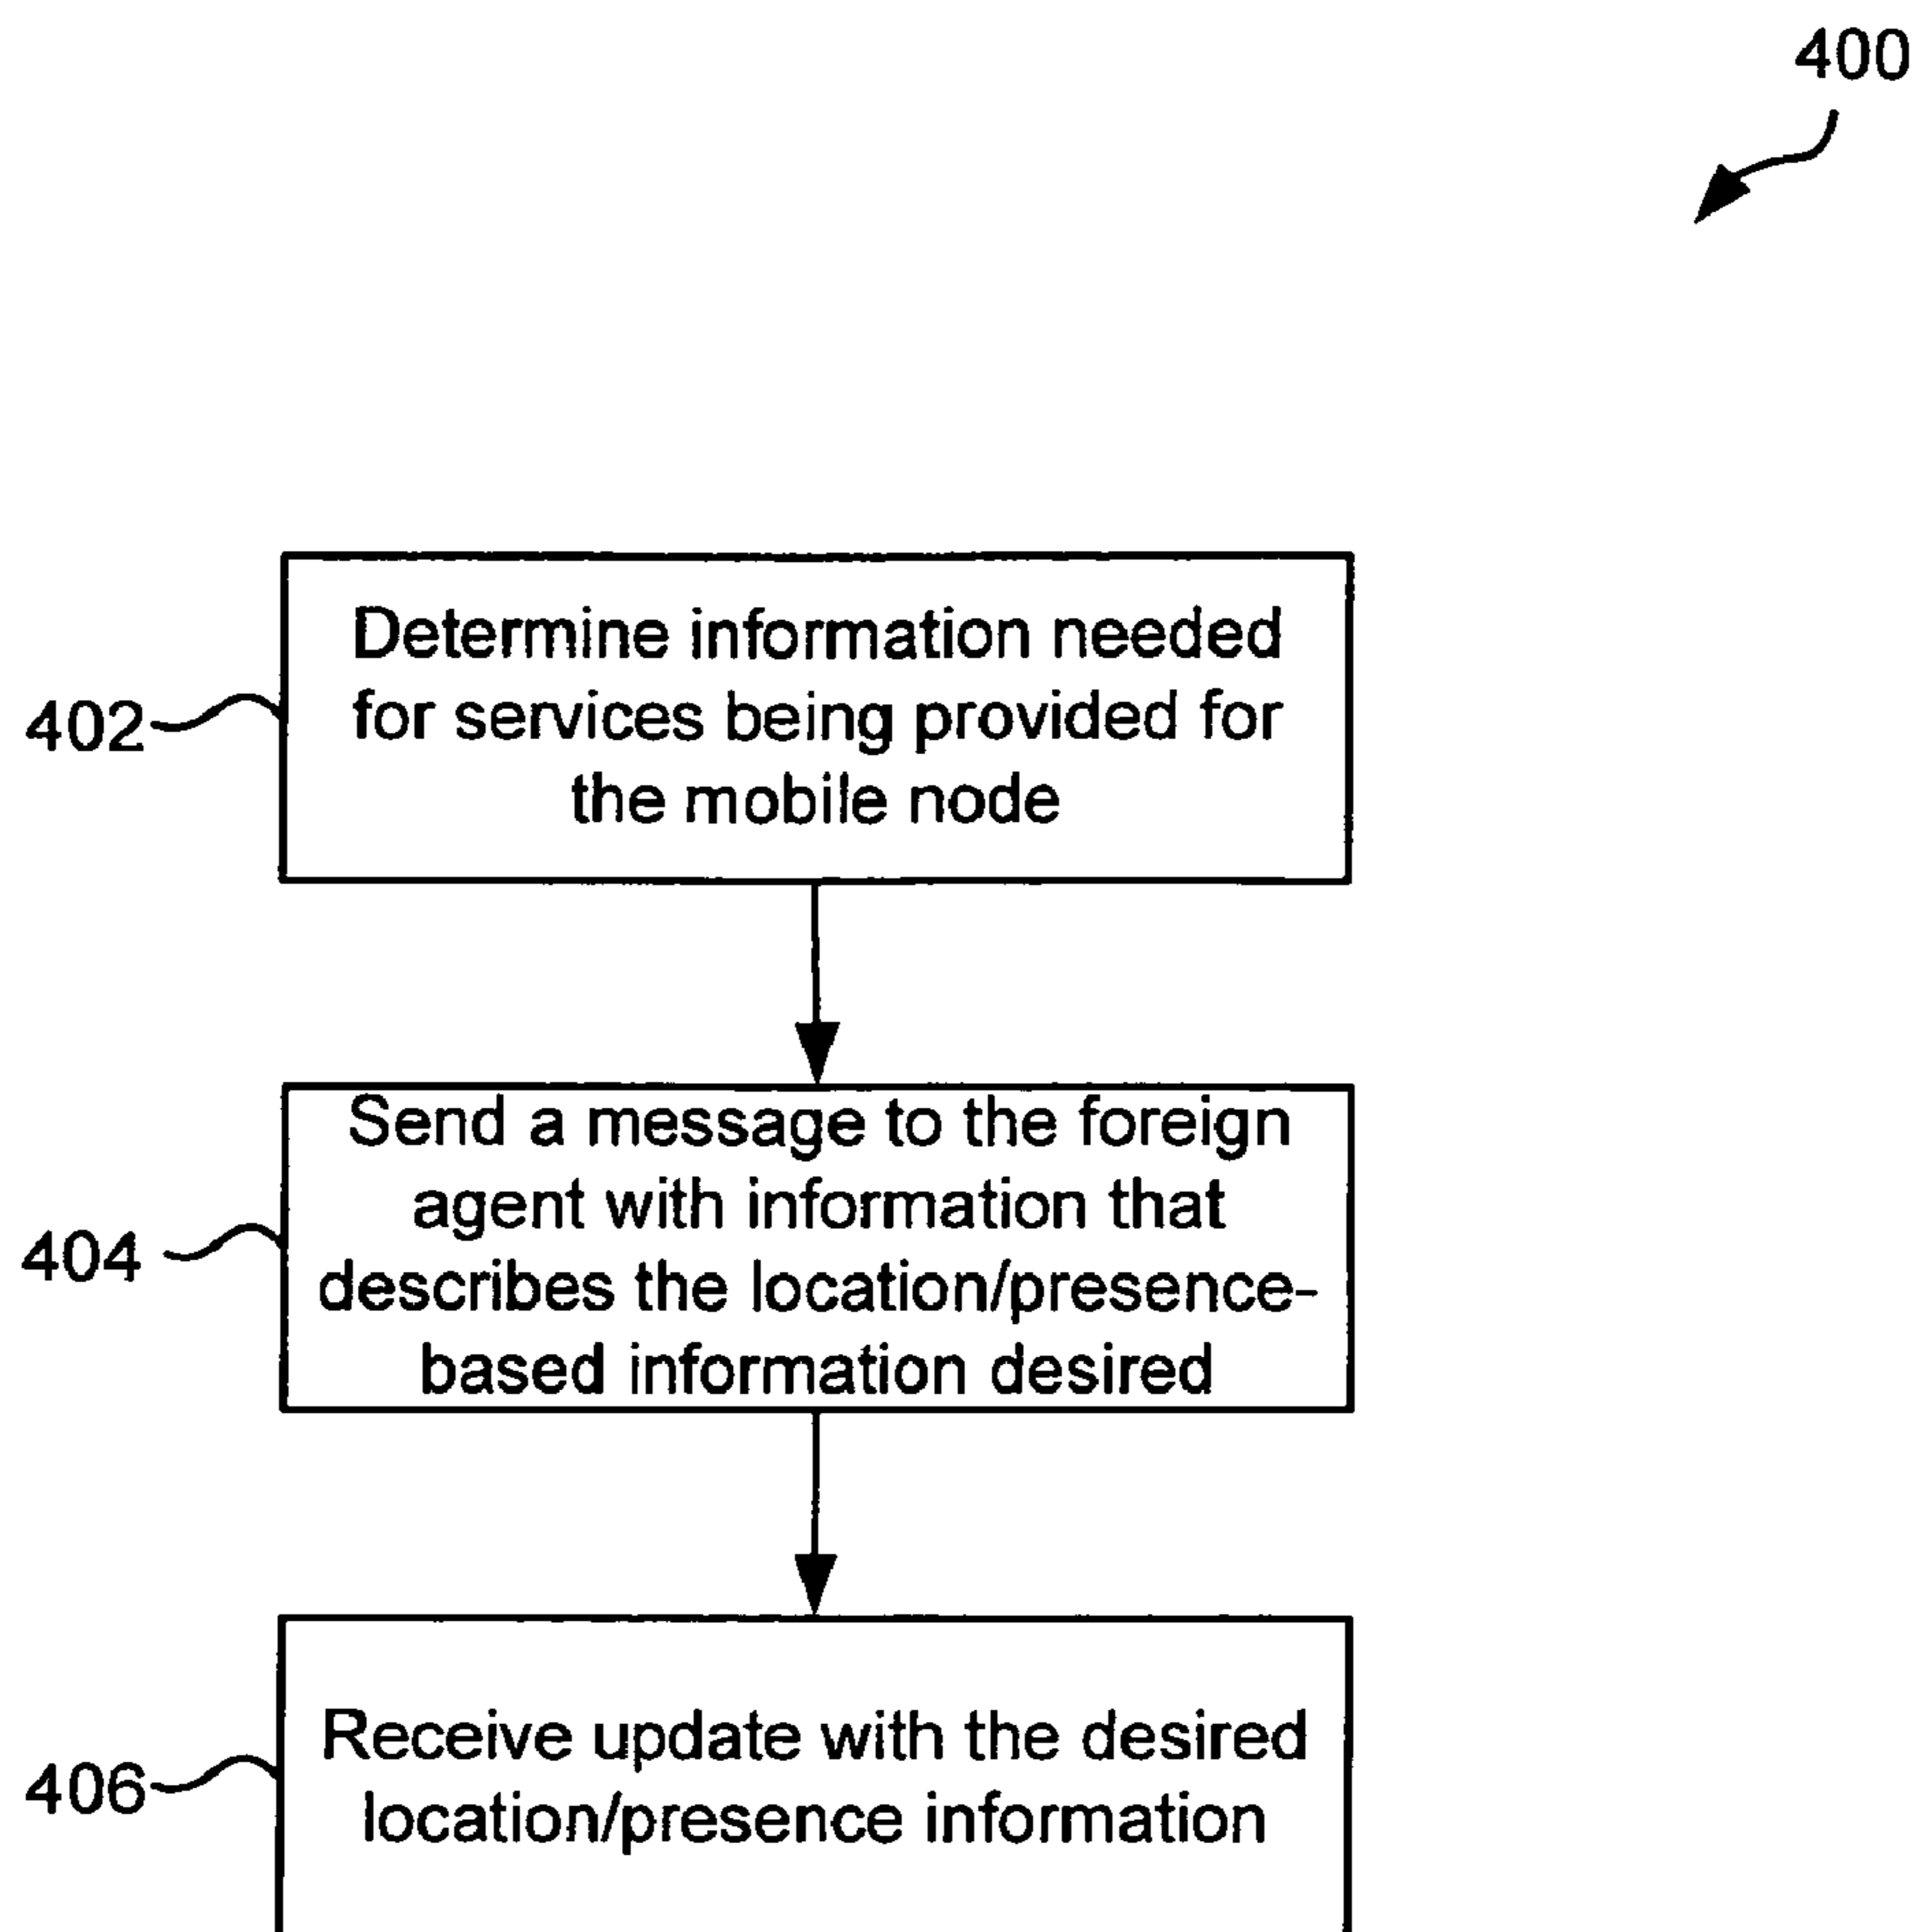 400
402
Determine information needed
for services being provided for
the mobile node
404
Send a message to the foreign
agent with information that
describes the location/presence-
based information desired
406
Receive update with the desired
location/presence information